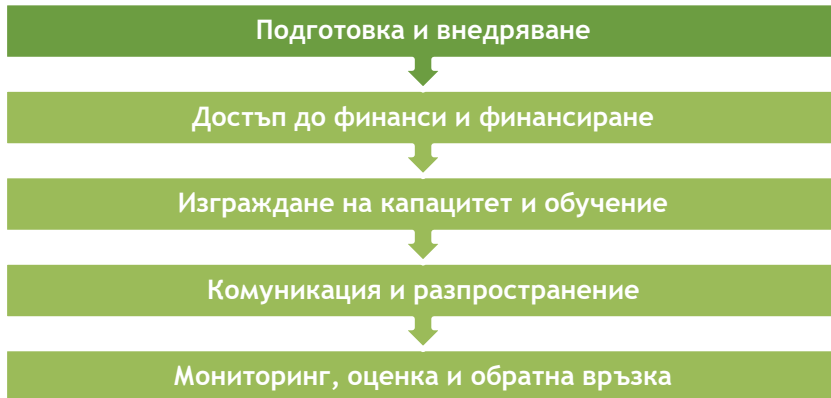 Подготовка и внедряване
Достъп до финанси и финансиране
Изграждане на капацитет и обучение
Комуникация и разпространение
Мониторинг, оценка и обратна връзка